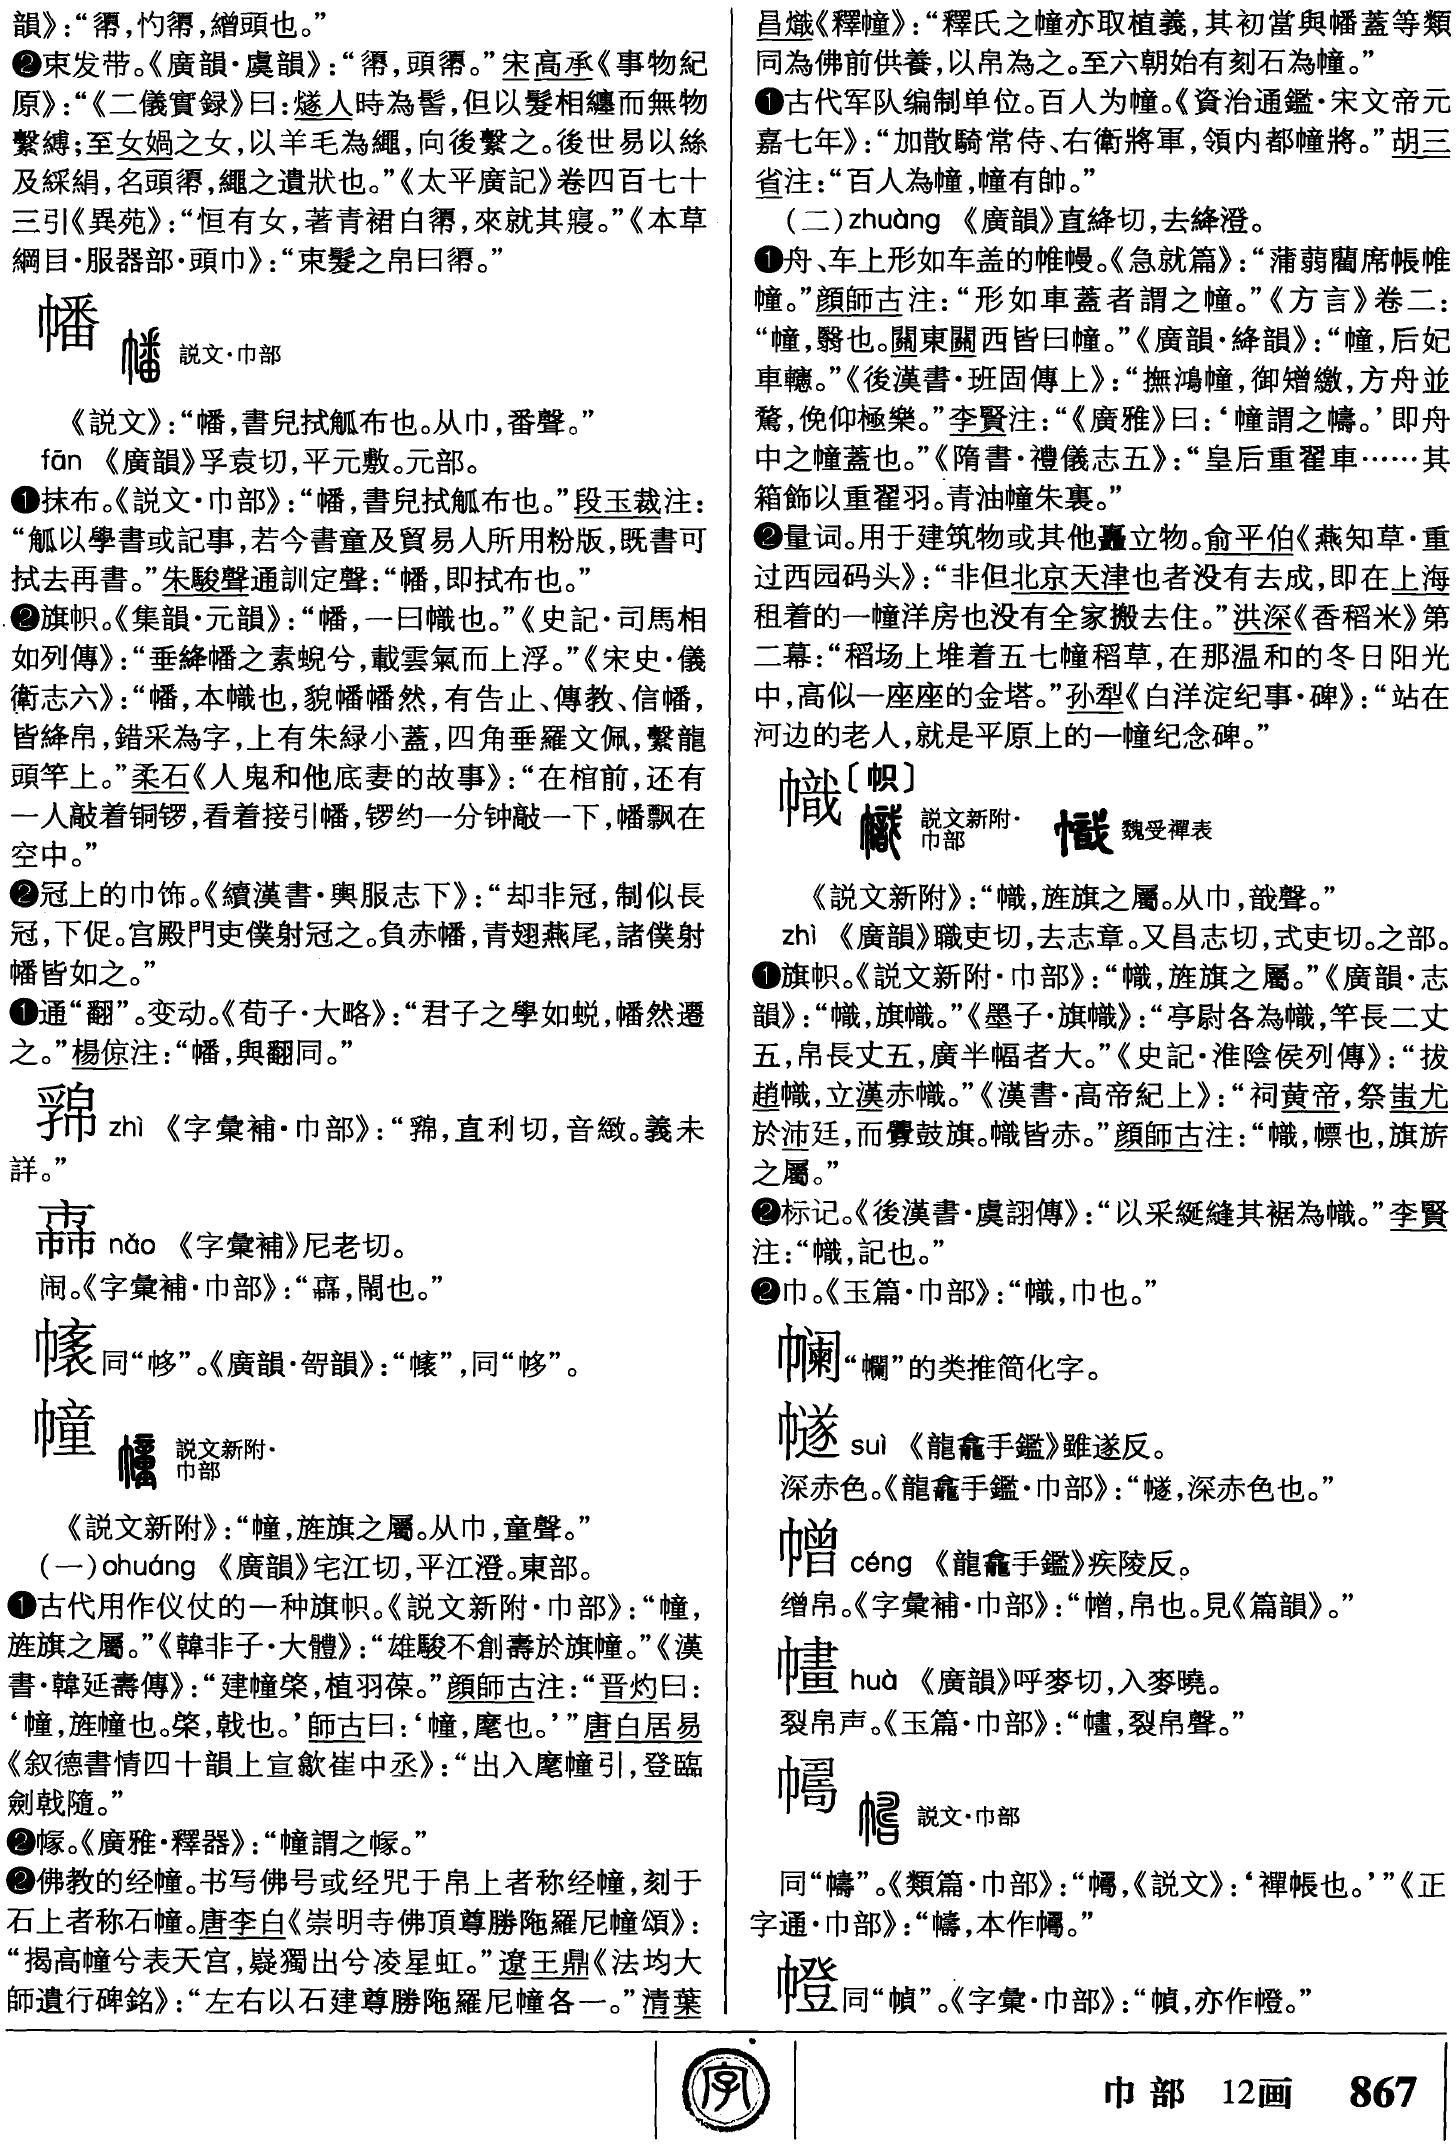 韻》：“𢄼，㣿𢄼，繒頭也。”
❷束发带。《廣韻·虞韻》：“𢄼，頭𢄼。”宋高承《事物紀
原》：“《二儀實録》曰：燧人時為髻，但以髮相纏而無物
繫縛；至女媧之女，以羊毛為繩，向後繫之。後世易以絲
及綵絹，名頭𢄼，繩之遺狀也。”《太平廣記》卷四百七十
三引《異苑》：“恒有女，著青裙白𢄼，來就其寢。”《本草
綱目·服器部·頭巾》：“束髮之帛曰𢄼。”
幡 説文·巾部
《説文》：“幡，書兒拭觚布也。从巾，番聲。”
fān 《廣韻》孚袁切，平元敷。元部。
❶抹布。《説文·巾部》：“幡，書兒拭觚布也。”段玉裁注：
“觚以學書或記事，若今書童及貿易人所用粉版，既書可
拭去再書。”朱駿聲通訓定聲：“幡，即拭布也。”
❷旗帜。《集韻·元韻》：“幡，一曰幟也。”《史記·司馬相
如列傳》：“垂絳幡之素蜺兮，載雲氣而上浮。”《宋史·儀
衛志六》：“幡，本幟也，貌幡幡然，有告止、傳教、信幡，
皆絳帛，錯采為字，上有朱緑小蓋，四角垂羅文佩，繫龍
頭竿上。”柔石《人鬼和他底妻的故事》：“在棺前，还有
一人敲着铜锣，看着接引幡，锣约一分钟敲一下，幡飘在
空中。”
❷冠上的巾饰。《續漢書·輿服志下》：“却非冠，制似長
冠，下促。宫殿門吏僕射冠之。負赤幡，青翅燕尾，諸僕射
幡皆如之。”
❶通“翻”。变动。《荀子·大略》：“君子之學如蜕，幡然遷
之。”楊倞注：“幡，與翻同。”
zhì 《字彙補·巾部》：“，直利切，音緻。義未
詳。”
nǎo 《字彙補》尼老切。
闹。《字彙補·巾部》：“，鬧也。”
同“㡅”。《廣韻·哿韻》：“”，同“㡅”。
幢 説文新附·
巾部
《説文新附》：“幢，旌旗之屬。从巾，童聲。”
(一)ohuáng 《廣韻》宅江切，平江澄。東部。
❶古代用作仪仗的一种旗帜。《説文新附·巾部》：“幢，
旌旗之屬。”《韓非子·大體》：“雄駿不創壽於旗幢。”《漢
書·韓延壽傳》：“建幢棨，植羽葆。”顔師古注：“晋灼曰：
‘幢，旌幢也。棨，戟也。’師古曰：‘幢，麾也。’”唐白居易
《叙德書情四十韻上宣歙崔中丞》：“出入麾幢引，登臨
劍戟隨。”
❷幏。《廣雅·釋器》：“幢謂之幏。”
❷佛教的经幢。书写佛号或经咒于帛上者称经幢，刻于
石上者称石幢。唐李白《崇明寺佛頂尊勝陁羅尼幢頌》：
“揭高幢兮表天宫，嶷獨出兮凌星虹。”遼王鼎《法均大
師遺行碑銘》：“左右以石建尊勝陁羅尼幢各一。”清葉
昌熾《釋幢》：“釋氏之幢亦取植義，其初當與幡蓋等類
同為佛前供養，以帛為之。至六朝始有刻石為幢。”
❶古代军队编制单位。百人为幢。《資治通鑑·宋文帝元
嘉七年》：“加散騎常侍、右衛將軍，領内都幢將。”胡三
省注：“百人為幢，幢有帥。”
(二)zhuàng 《廣韻》直絳切，去絳澄。
❶舟、车上形如车盖的帷幔。《急就篇》：“蒲蒻藺席帳帷
幢。”顔師古注：“形如車蓋者謂之幢。”《方言》卷二：
“幢，翳也。關東關西皆曰幢。”《廣韻·絳韻》：“幢，后妃
車幰。”《後漢書·班固傳上》：“撫鴻幢，御矰繳，方舟並
騖，俛仰極樂。”李賢注：“《廣雅》曰：‘幢謂之幬。’即舟
中之幢蓋也。”《隋書·禮儀志五》：“皇后重翟車……其
箱飾以重翟羽。青油幢朱裏。”
❷量词。用于建筑物或其他矗立物。俞平伯《燕知草·重
过西园码头》：“非但北京天津也者没有去成，即在上海
租着的一幢洋房也没有全家搬去住。”洪深《香稻米》第
二幕：“稻场上堆着五七幢稻草，在那温和的冬日阳光
中，高似一座座的金塔。”孙犁《白洋淀纪事·碑》：“站在
河边的老人，就是平原上的一幢纪念碑。”
幟〔帜〕 説文新附·
巾部 魏受禪表
《説文新附》：“幟，旌旗之屬。从巾，戠聲。”
zhì 《廣韻》職吏切，去志章。又昌志切，式吏切。之部。
❶旗帜。《説文新附·巾部》：“幟，旌旗之屬。”《廣韻·志
韻》：“幟，旗幟。”《墨子·旗幟》：“亭尉各為幟，竿長二丈
五，帛長丈五，廣半幅者大。”《史記·淮陰侯列傳》：“拔
趙幟，立漢赤幟。”《漢書·高帝紀上》：“祠黄帝，祭蚩尤
於沛廷，而釁鼓旗。幟皆赤。”顔師古注：“幟，幖也，旗旂
之屬。”
❷标记。《後漢書·虞詡傳》：“以采綖縫其裾為幟。”李賢
注：“幟，記也。”
❷巾。《玉篇·巾部》：“幟，巾也。”
“幱”的类推简化字。
㡞 suì 《龍龕手鑑》雖遂反。
深赤色。《龍龕手鑑·巾部》：“㡞，深赤色也。”
㡝 céng 《龍龕手鑑》疾陵反。
缯帛。《字彙補·巾部》：“㡝，帛也。見《篇韻》。”
㡟 huà 《廣韻》呼麥切，入麥曉。
裂帛声。《玉篇·巾部》：“㡟，裂帛聲。”
説文·巾部
同“幬”。《類篇·巾部》：“，《説文》：‘禪帳也。’”《正
字通·巾部》：“幬，本作。”
㡠同“幀”。《字彙·巾部》：“幀，亦作㡠。”
字
巾部 12画 867